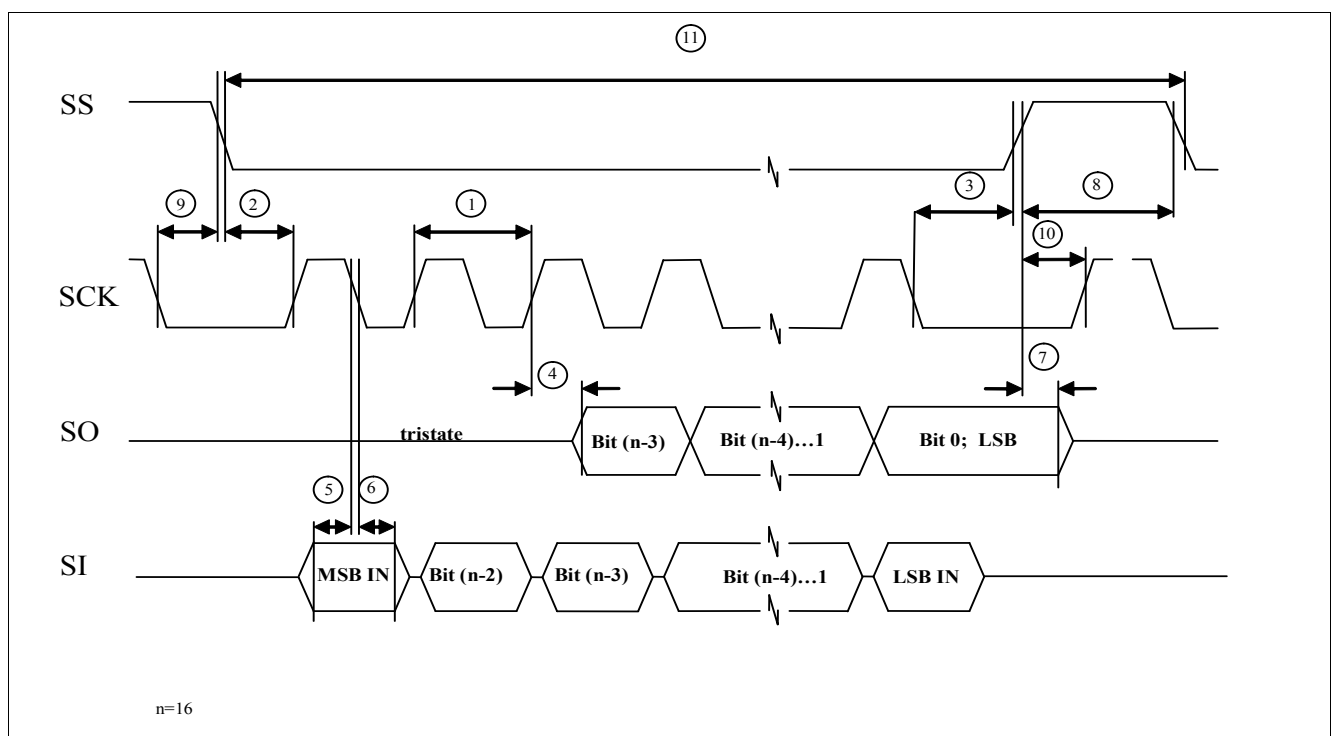 11
SS
3
8
9
2
1
10
SCK
4
7
SO
tristate
Bit (n-3)
Bit (n-4)...1
Bit 0; LSB
5
6
SI
MSB IN
Bit (n-2)
Bit (n-3)
Bit (n-4)...1
LSB IN
n=16